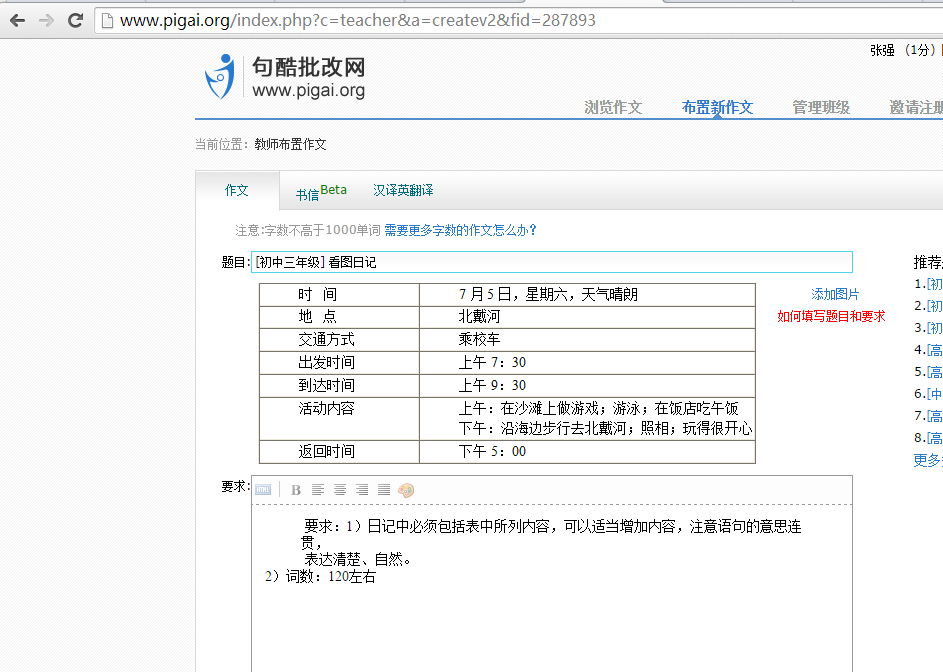 www.pigai.org/index.php?c=teacher&a=createv2&fid=287893
张强 （1分）
句酷批改网
www.pigai.org
浏览作文 布置新作文 管理班级 邀请注册
当前位置： 教师布置作文
作文 书信Beta 汉译英翻译
注意:字数不高于1000单词 需要更多字数的作文怎么办?
题目: [初中三年级] 看图日记
推荐
时 间 7 月 5 日，星期六，天气晴朗
添加图片
1.[初
地 点 北戴河
如何填写题目和要求
2.[初
交通方式 乘校车
3.[初
出发时间 上午 7：30
4.[高
到达时间 上午 9：30
5.[高
活动内容 上午：在沙滩上做游戏；游泳；在饭店吃午饭
6.[中
下午：沿海边步行去北戴河；照相；玩得很开心
7.[高
8.[高
返回时间 下午 5：00
更多
要求:
B
要求：1）日记中必须包括表中所列内容，可以适当增加内容，注意语句的意思连
贯，
表达清楚、自然。
2）词数：120左右